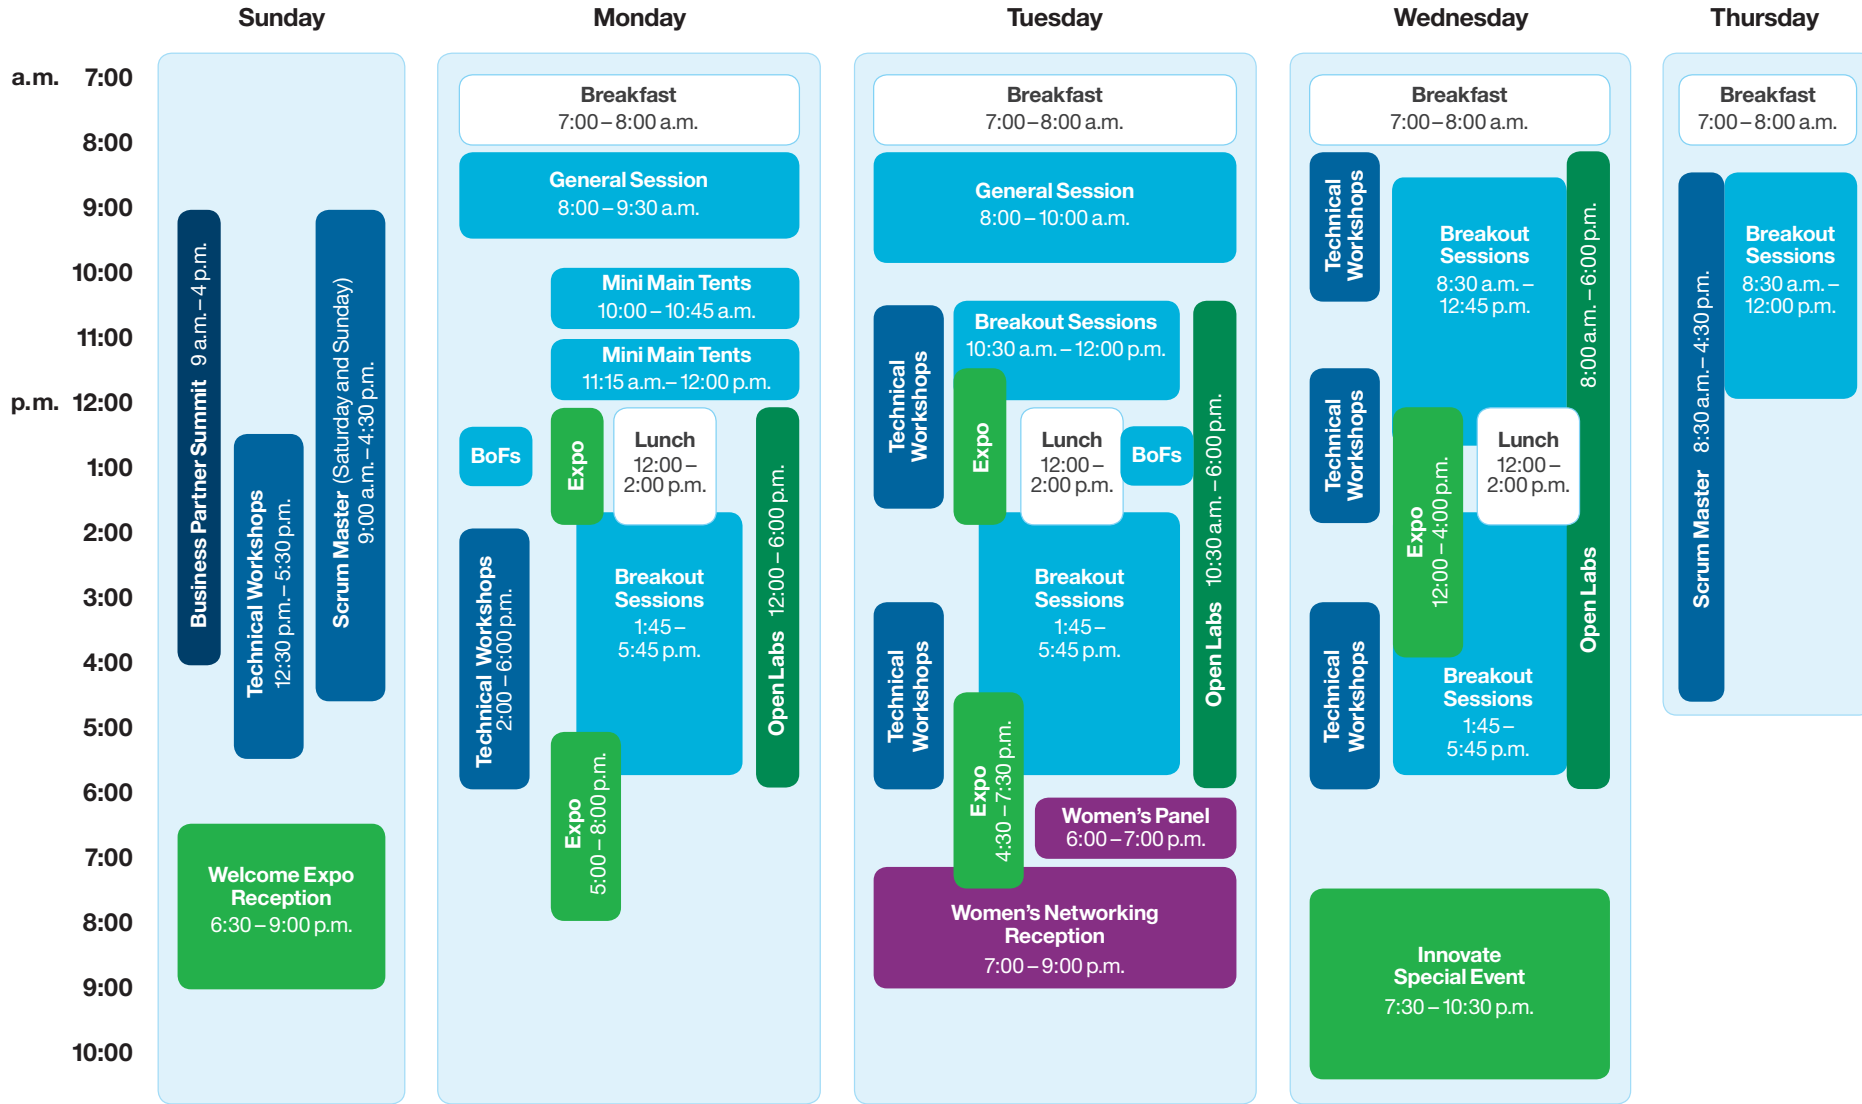 Sunday
Monday
Tuesday
Wednesday
Thursday
a.m. 7:00
8:00
9:00
10:00
11:00
p.m. 12:00
1:00
2:00
3:00
4:00
5:00
6:00
7:00
8:00
9:00
10:00
Business Partner Summit 9 a.m. – 4 p.m.
Technical Workshops
12:30 p.m. – 5:30 p.m.
Scrum Master (Saturday and Sunday)
9:00 a.m. – 4:30 p.m.
Welcome Expo
Reception
6:30 – 9:00 p.m.
Breakfast
7:00 – 8:00 a.m.
General Session
8:00 – 9:30 a.m.
Mini Main Tents
10:00 – 10:45 a.m.
Mini Main Tents
11:15 a.m. – 12:00 p.m.
BoFs
Expo
Lunch
12:00 –
2:00 p.m.
Open Labs 12:00 – 6:00 p.m.
Technical Workshops
2:00 – 6:00 p.m.
Breakout
Sessions
1:45 –
5:45 p.m.
Expo
5:00 – 8:00 p.m.
Breakfast
7:00 – 8:00 a.m.
General Session
8:00 – 10:00 a.m.
Technical
Workshops
Breakout Sessions
10:30 a.m. – 12:00 p.m.
Expo
Lunch
12:00 –
2:00 p.m.
BoFs
Open Labs 10:30 a.m. – 6:00 p.m.
Technical
Workshops
Breakout
Sessions
1:45 –
5:45 p.m.
Expo
4:30 – 7:30 p.m.
Women's Panel
6:00 – 7:00 p.m.
Women's Networking
Reception
7:00 – 9:00 p.m.
Breakfast
7:00 – 8:00 a.m.
Technical
Workshops
Breakout
Sessions
8:30 a.m. –
12:45 p.m.
Open Labs 8:00 a.m. – 6:00 p.m.
Technical
Workshops
Expo
12:00 – 4:00 p.m.
Lunch
12:00 –
2:00 p.m.
Technical
Workshops
Breakout
Sessions
1:45 –
5:45 p.m.
Innovate
Special Event
7:30 – 10:30 p.m.
Breakfast
7:00 – 8:00 a.m.
Scrum Master 8:30 a.m. – 4:30 p.m.
Breakout
Sessions
8:30 a.m. –
12:00 p.m.